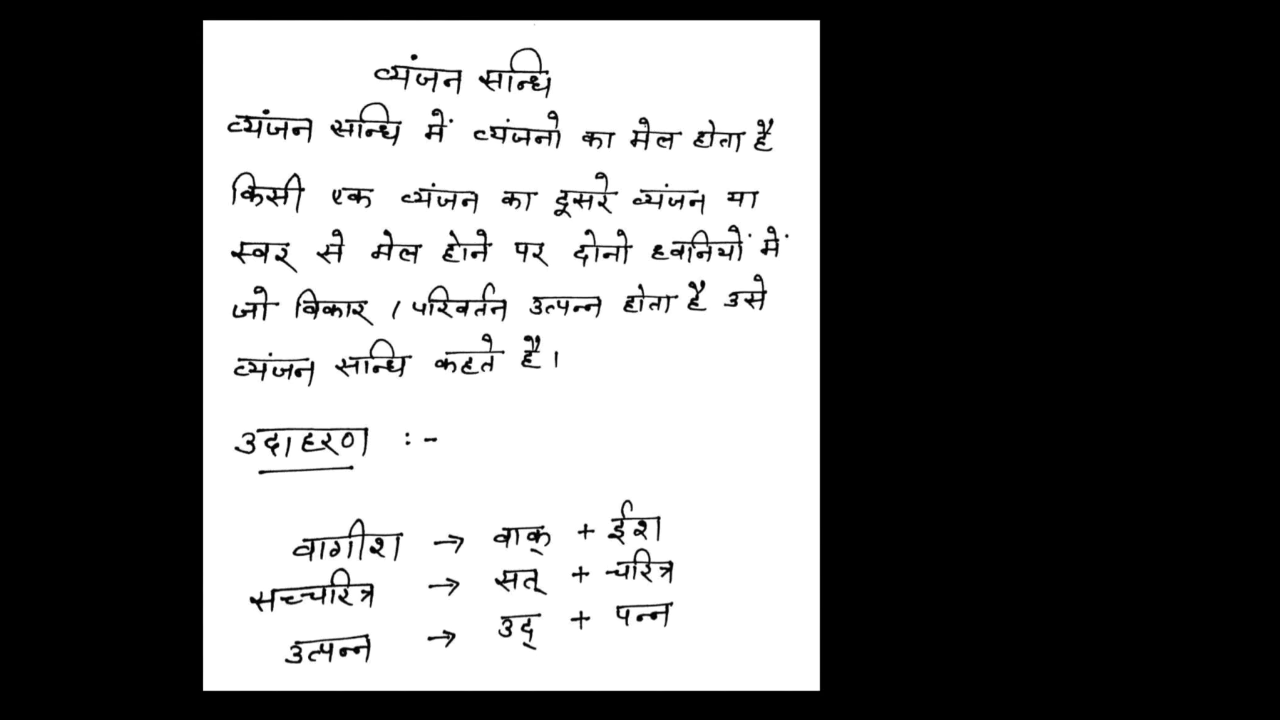 व्यंजन सन्धि
व्यंजन सन्धि में व्यंजनो का मेल होता है
किसी एक व्यंजन का दूसरे व्यंजन या
स्वर से मेल होने पर दोनो ध्वनियों में
जो विकार / परिवर्तन उत्पन्न होता है उसे
व्यंजन सन्धि कहते हैं।
उदाहरण :-
वागीश → वाक् + ईश
सच्चरित्र → सत् + चरित्र
उत्पन्न → उद् + पन्न